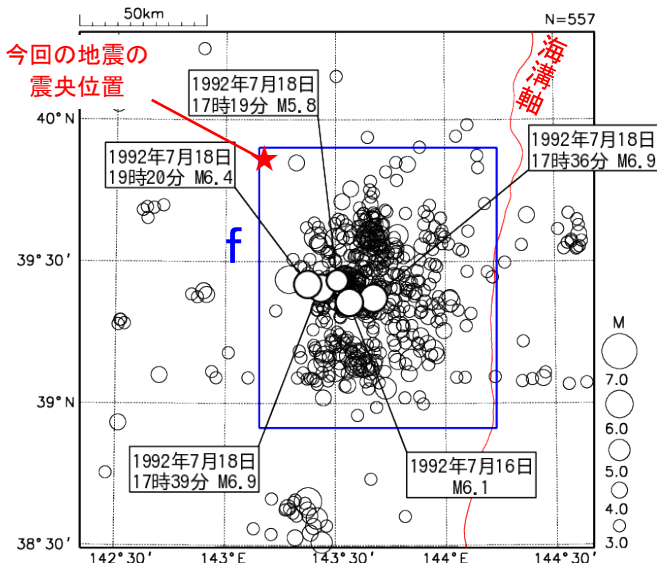 50km
N=557
今回の地震の
震央位置
海溝軸
1992年7月18日
17時19分 M5.8
40°N
1992年7月18日
17時36分 M6.9
1992年7月18日
19時20分 M6.4
f
39°30'
M
7.0
6.0
5.0
4.0
3.0
39°N
1992年7月18日
17時39分 M6.9
1992年7月16日
M6.1
38°30'
142°30'
143°E
143°30'
144°E
144°30'